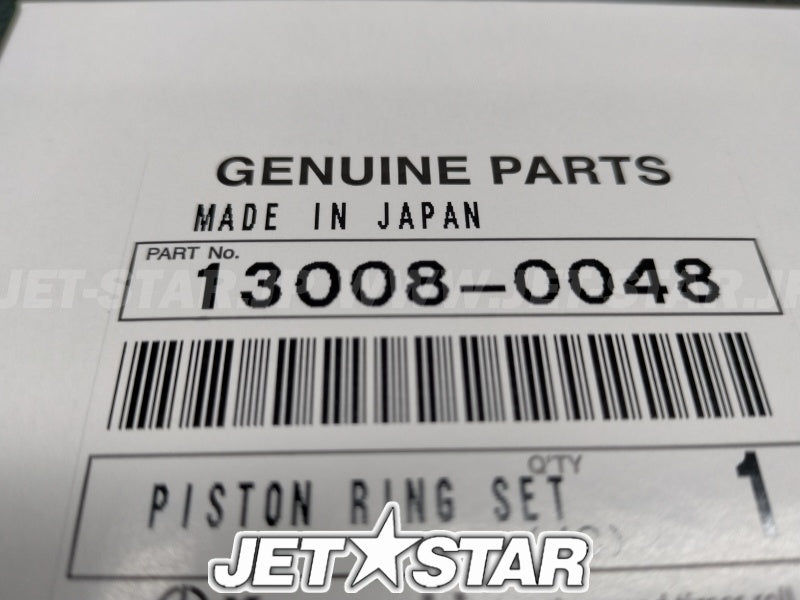 GENUINE PARTS
MADE IN JAPAN
PART No.
13008-0048
Q'TY
PISTON RING SET
1
JET★STAR